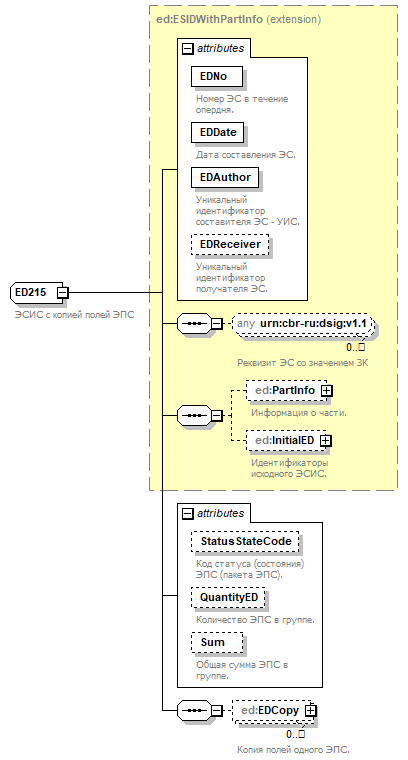 ed:ESIDWithPartInfo (extension)
attributes
EDNo
Номер ЭС в течение
опердня.
EDDate
Дата составления ЭС.
EDAuthor
Уникальный
идентификатор
составителя ЭС - УИС.
EDReceiver
Уникальный
идентификатор
получателя ЭС.
ED215
ЭСИС с копией полей ЭПС
any urn:cbr-ru:dsig:v1.1
0..
Реквизит ЭС со значением ЗК
ed:PartInfo
Информация о части.
ed:InitialED
Идентификаторы
исходного ЭСИС.
attributes
StatusStateCode
Код статуса (состояния)
ЭПС (пакета ЭПС).
QuantityED
Количество ЭПС в группе.
Sum
Общая сумма ЭПС в
группе.
ed:EDCopy
0..
Копия полей одного ЭПС.